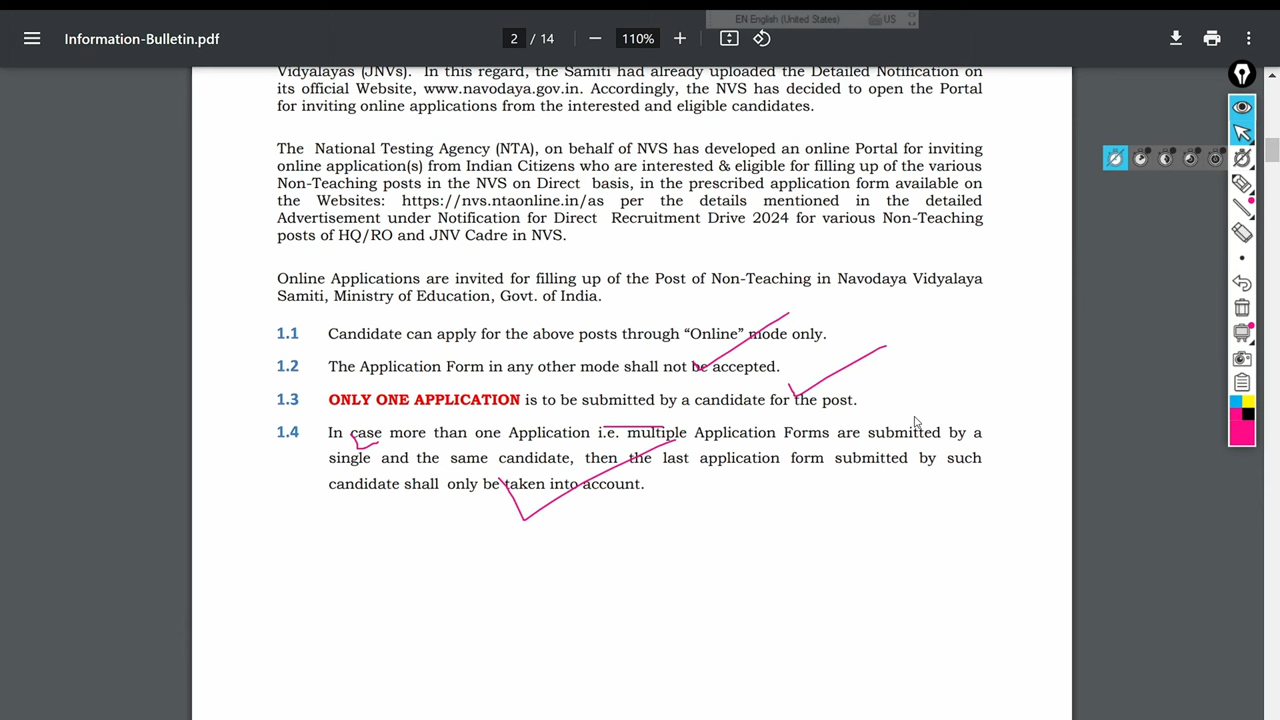 EN English (United States) US
Information-Bulletin.pdf 2 / 14 110%
Vidyalayas (JNVs). In this regard, the Samiti had already uploaded the Detailed Notification on
its official Website, www.navodaya.gov.in. Accordingly, the NVS has decided to open the Portal
for inviting online applications from the interested and eligible candidates.
The National Testing Agency (NTA), on behalf of NVS has developed an online Portal for inviting
online application(s) from Indian Citizens who are interested & eligible for filling up of the various
Non-Teaching posts in the NVS on Direct basis, in the prescribed application form available on
the Websites: https://nvs.ntaonline.in/as per the details mentioned in the detailed
Advertisement under Notification for Direct Recruitment Drive 2024 for various Non-Teaching
posts of HQ/RO and JNV Cadre in NVS.
Online Applications are invited for filling up of the Post of Non-Teaching in Navodaya Vidyalaya
Samiti, Ministry of Education, Govt. of India.
1.1 Candidate can apply for the above posts through “Online” mode only.
1.2 The Application Form in any other mode shall not be accepted.
1.3 ONLY ONE APPLICATION is to be submitted by a candidate for the post.
1.4 In case more than one Application i.e. multiple Application Forms are submitted by a
single and the same candidate, then the last application form submitted by such
candidate shall only be taken into account.